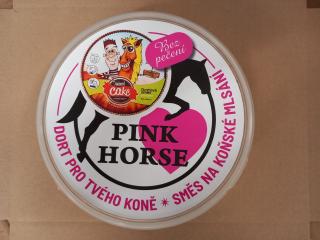 Bez
pečení
cake
PINK
HORSE
DORT PRO TVÉHO KONĚ * SMĚS NA KOŇSKÉ MLSÁNÍ